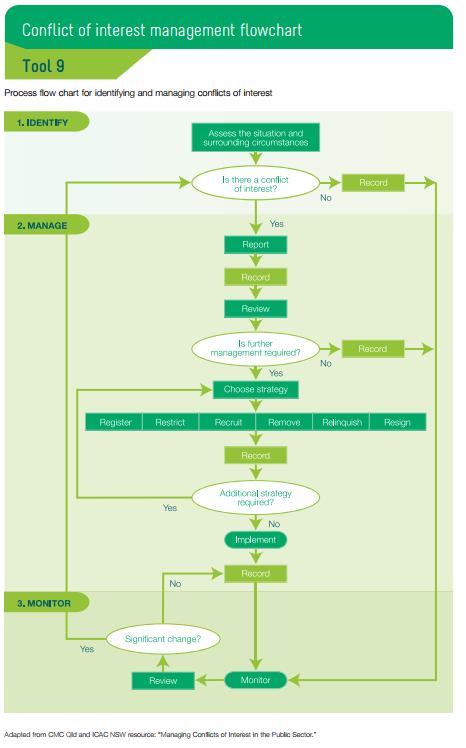 Conflict of interest management flowchart
Tool 9
Process flow chart for identifying and managing conflicts of interest
1. IDENTIFY
Assess the situation and
surrounding circumstances
Is there a conflict
of interest?
No
Record
Yes
2. MANAGE
Report
Record
Review
Is further
management required?
No
Record
Yes
Choose strategy
Register
Restrict
Recruit
Remove
Relinquish
Resign
Record
Additional strategy
required?
Yes
No
Implement
Record
No
3. MONITOR
Significant change?
Yes
Review
Monitor
Adapted from CMC Qld and ICAC NSW resource: “Managing Conflicts of Interest in the Public Sector.”